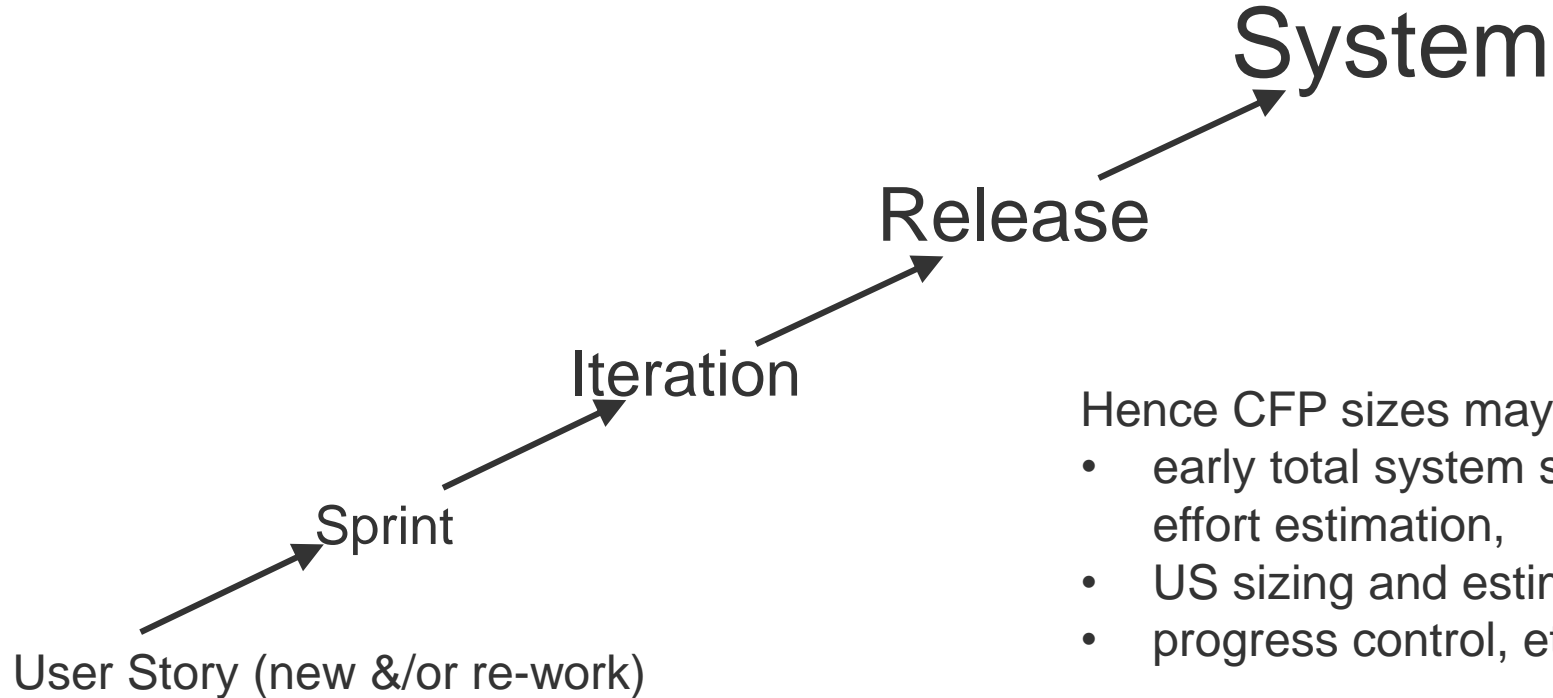 System
Release
Iteration
Hence CFP sizes may
• early total system
effort estimation,
Sprint
• US sizing and
• progress control,
User Story (new &/or re-work)